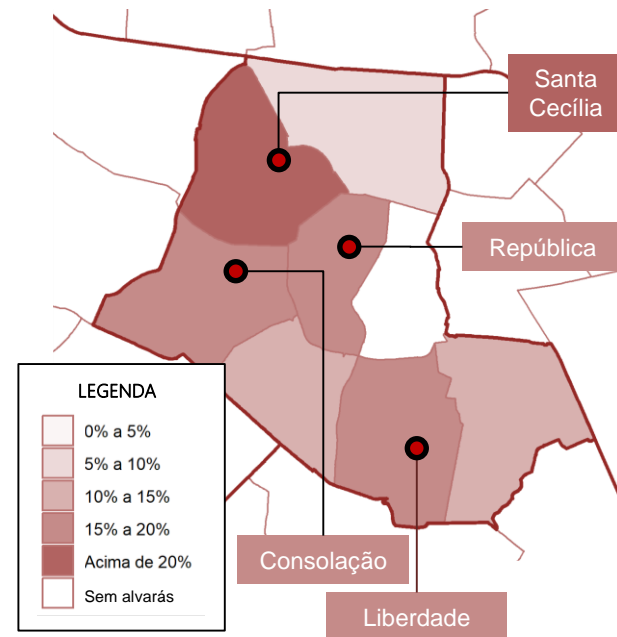 Santa
Cecília
República
LEGENDA
0% a 5%
5% a 10%
10% a 15%
15% a 20%
Acima de 20%
Sem alvarás
Consolação
Liberdade